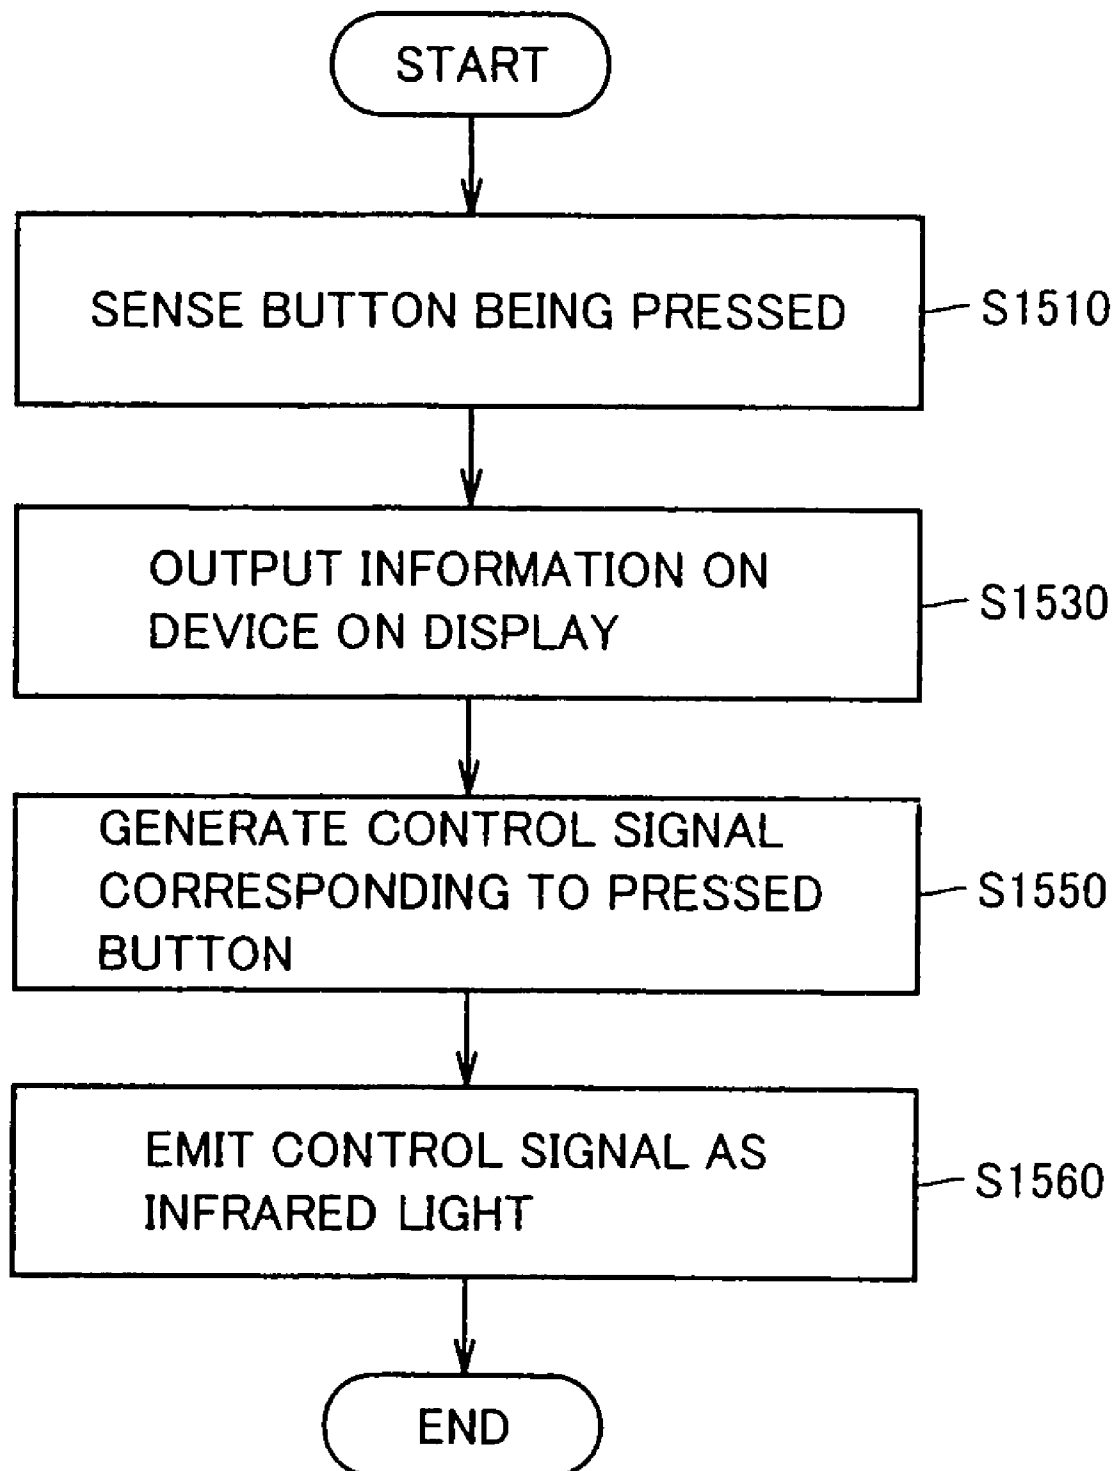 START
SENSE BUTTON BEING PRESSED
S1510
OUTPUT INFORMATION ON
DEVICE ON DISPLAY
S1530
GENERATE CONTROL SIGNAL
CORRESPONDING TO PRESSED
BUTTON
S1550
EMIT CONTROL SIGNAL AS
INFRARED LIGHT
S1560
END